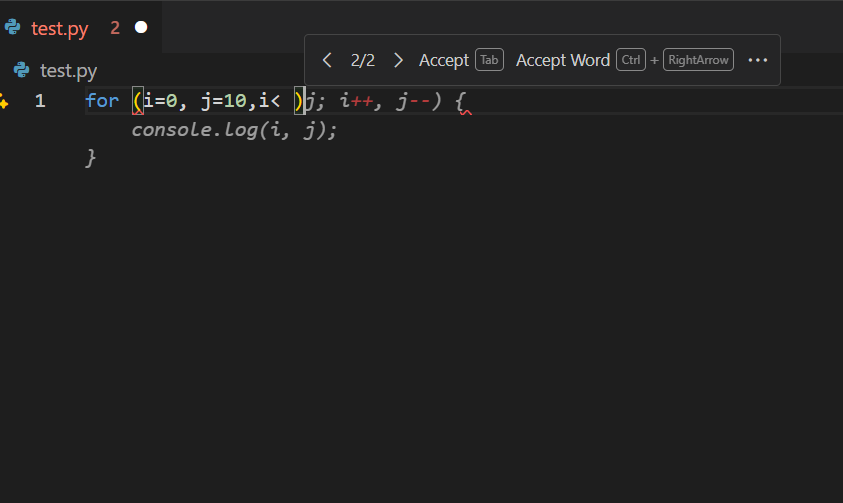 test.py 2
2/2 Accept Tab Accept Word Ctrl + RightArrow ...
test.py
1 for (i=0, j=10,i< )j; i++, j--) {
console.log(i, j);
}